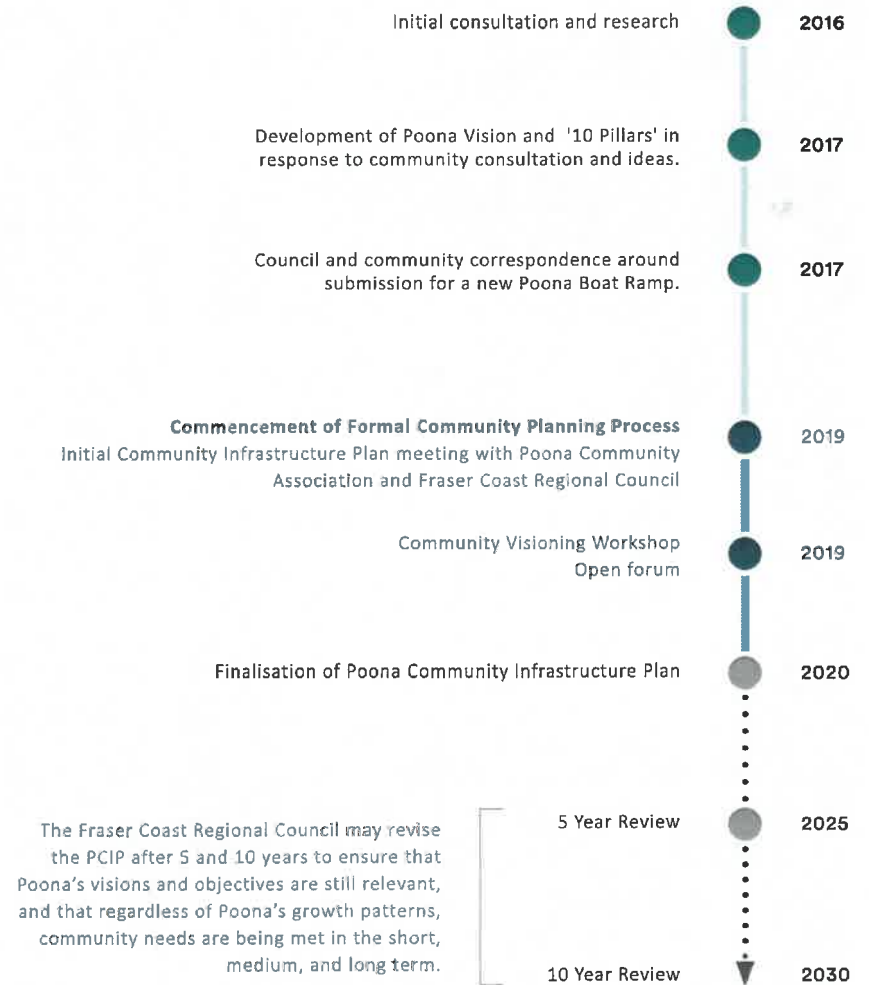 Initial consultation and research 2016
Development of Poona Vision and '10 Pillars' in
response to community consultation and ideas.
2017
Council and community correspondence around
submission for a new Poona Boat Ramp.
2017
Commencement of Formal Community Planning Process
Initial Community Infrastructure Plan meeting with Poona Community
Association and Fraser Coast Regional Council
2019
Community Visioning Workshop
Open forum
2019
Finalisation of Poona Community Infrastructure Plan 2020
The Fraser Coast Regional Council may revise
the PCIP after 5 and 10 years to ensure that
Poona's visions and objectives are still relevant,
and that regardless of Poona's growth patterns,
community needs are being met in the short,
medium, and long term.
5 Year Review 2025
10 Year Review 2030